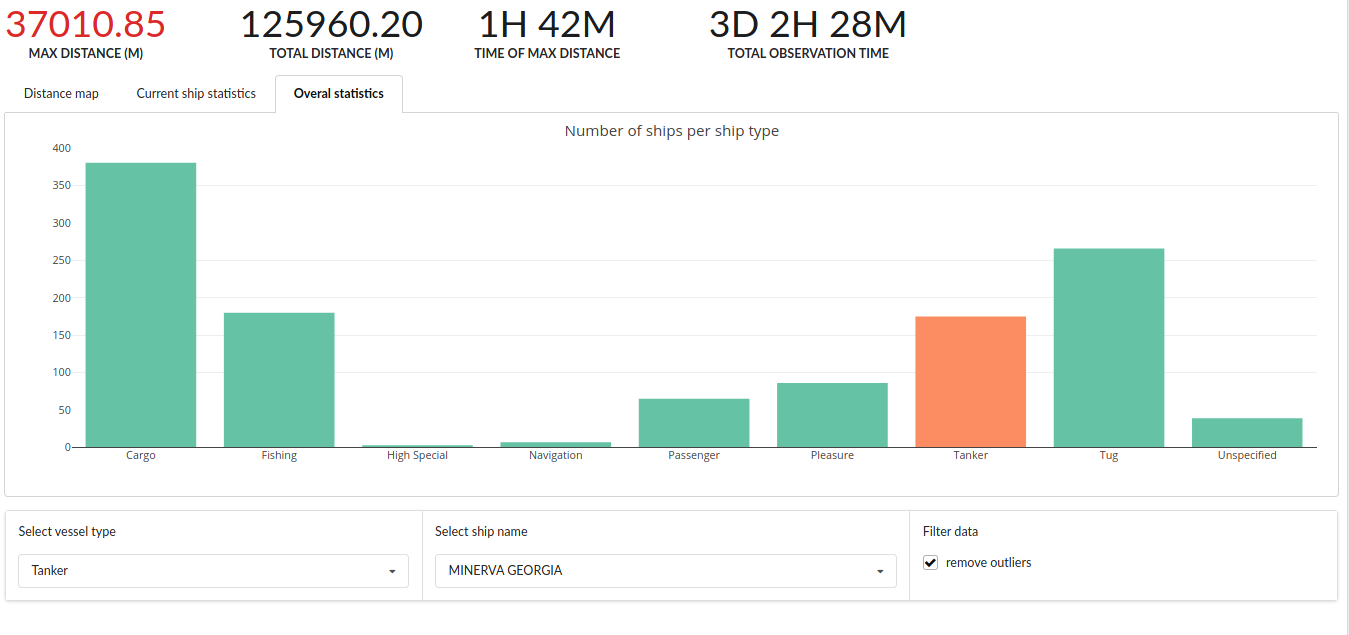 37010.85 125960.20 1H 42M 3D 2H 28M
MAX DISTANCE (M) TOTAL DISTANCE (M) TIME OF MAX DISTANCE TOTAL OBSERVATION TIME
Distance map Current ship statistics Overal statistics
Number of ships per ship type
400
350
300
250
200
150
100
50
0
Cargo Fishing High Special Navigation Passenger Pleasure Tanker Tug Unspecified
Select vessel type Select ship name Filter data
Tanker MINERVA GEORGIA remove outliers